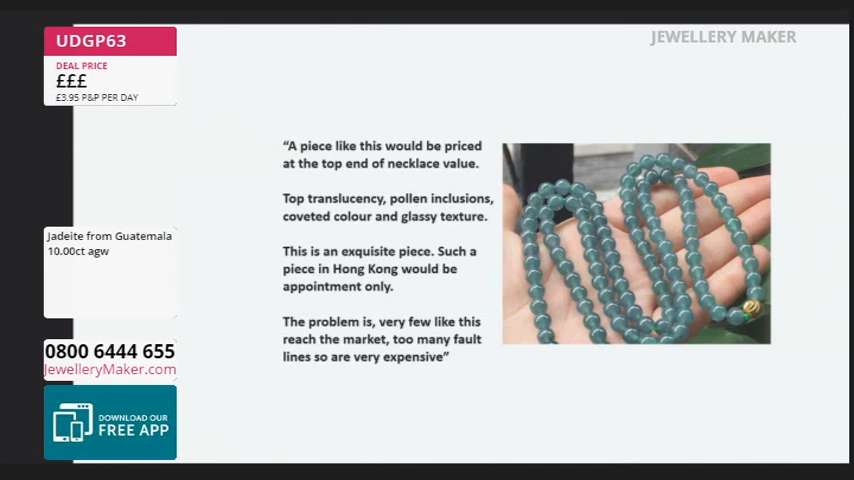 UDGP63
DEAL PRICE
£££
£3.95 P&P PER DAY
JEWELLERY MAKER
“A piece like this would be priced
at the top end of necklace value.
Top translucency, pollen inclusions,
coveted colour and glassy texture.
This is an exquisite piece. Such a
piece in Hong Kong would be
appointment only.
The problem is, very few like this
reach the market, too many fault
lines so are very expensive”
Jadeite from Guatemala
10.00ct agw
0800 6444 655
JewelleryMaker.com
DOWNLOAD OUR
FREE APP